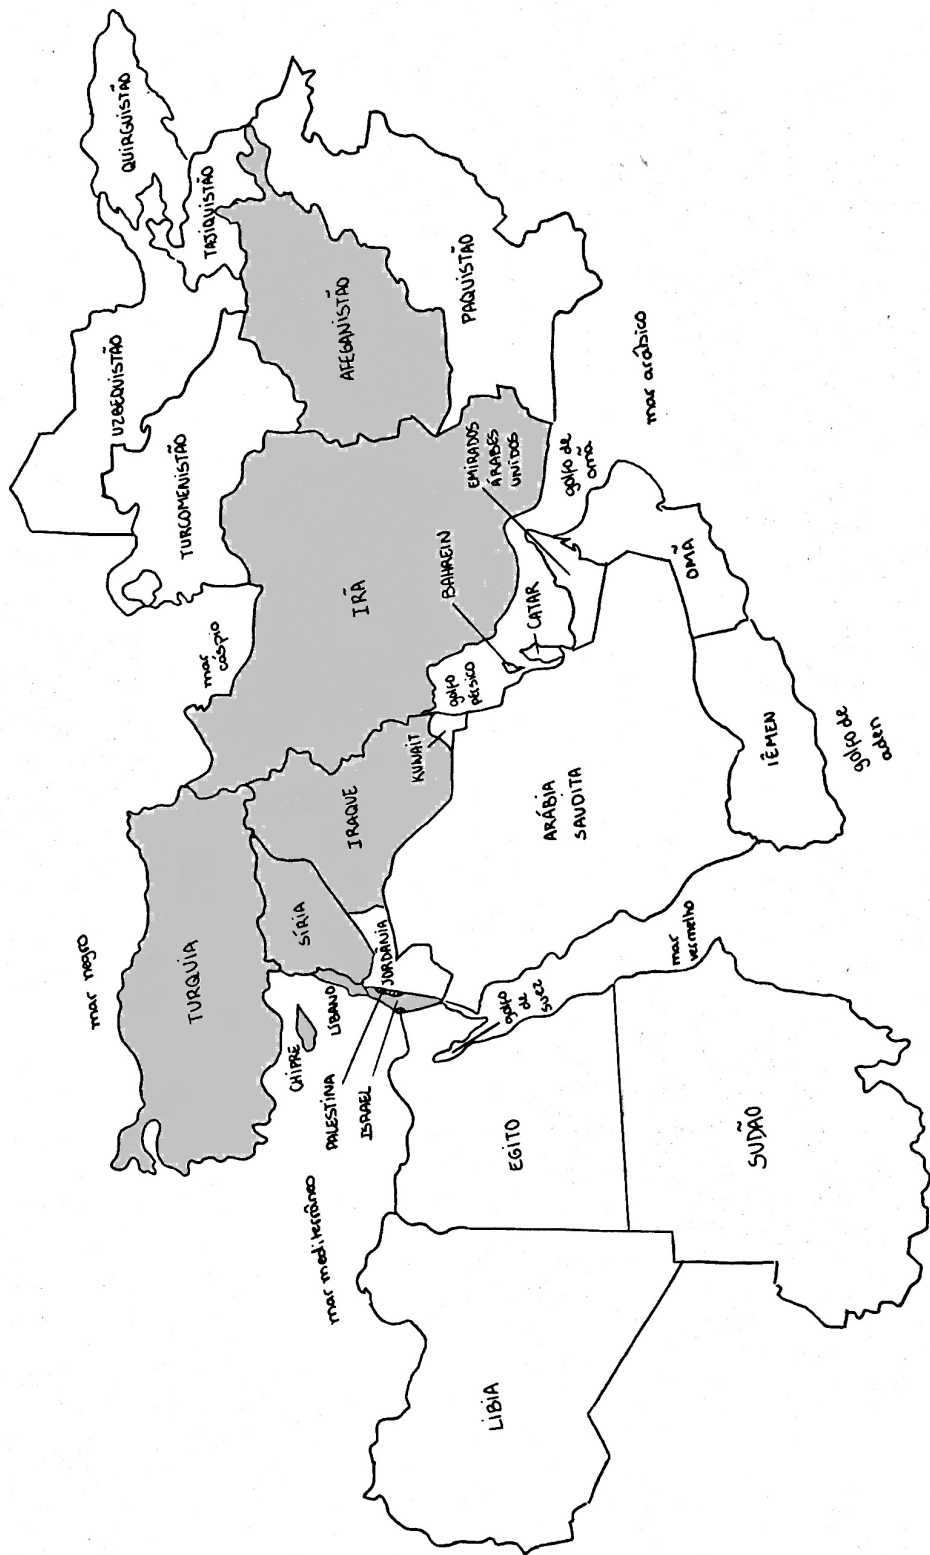 mar negro
TURQUIA
CHIPRE
LÍBANO
SÍRIA
PALESTINA
ISRAEL
JORDÂNIA
IRAQUE
KUWAIT
mar mediterrâneo
LIBIA
EGITO
SUDÃO
golfo
de
suez
mar
vermelho
ARÁBIA
SAUDITA
IÊMEN
golfo de
aden
OMÃ
golfo
pérsico
BAHREIN
CATAR
EMIRADOS
ÁRABES
UNIDOS
golfo de
omã
mar arábico
IRÃ
mar
cáspio
TURCOMENISTÃO
UZBEQUISTÃO
QUIRGUISTÃO
TAJIQUISTÃO
AFEGANISTÃO
PAQUISTÃO